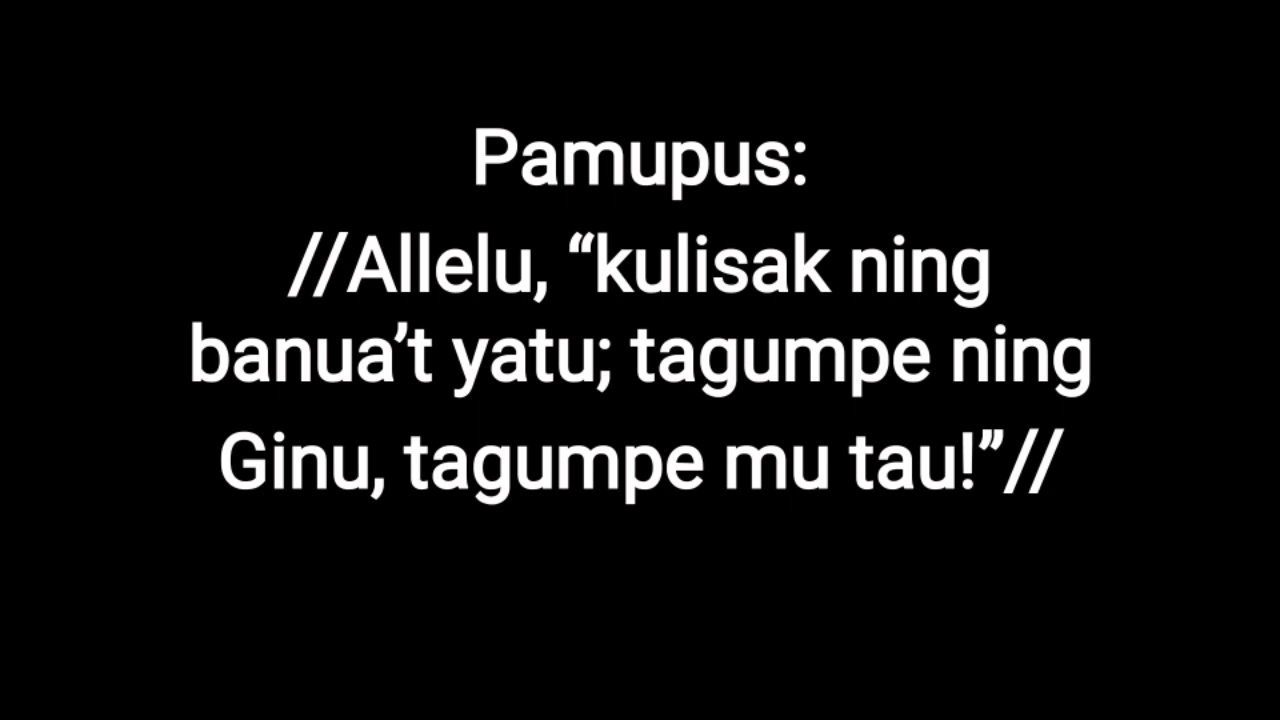 Pamupus:
//Allelu, “kulisak ning
banua’t yatu; tagumpe ning
Ginu, tagumpe mu tau!”//